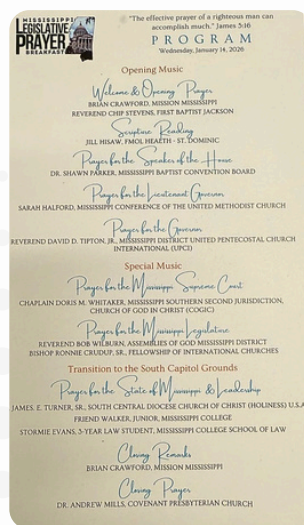 MISSISSIPPI
LEGISLATIVE
PRAYER
BREAKFAST
"The effective prayer of a righteous man can
accomplish much." James 5:16
PROGRAM
Wednesday, January 14, 2026
Opening Music
Welcome & Opening Prayer
BRIAN CRAWFORD, MISSION MISSISSIPPI
REVEREND CHIP STEVENS, FIRST BAPTIST JACKSON
Scripture Reading
JILL HISAW, FMOL HEALTH - ST. DOMINIC
Prayer for the Speaker of the House
DR. SHAWN PARKER, MISSISSIPPI BAPTIST CONVENTION BOARD
Prayer for the Lieutenant Governor
SARAH HALFORD, MISSISSIPPI CONFERENCE OF THE UNITED METHODIST CHURCH
Prayer for the Governor
REVEREND DAVID D. TIPTON, JR., MISSISSIPPI DISTRICT UNITED PENTECOSTAL CHURCH
INTERNATIONAL (UPCI)
Special Music
Prayer for the Mississippi Supreme Court
CHAPLAIN DORIS M. WHITAKER, MISSISSIPPI SOUTHERN SECOND JURISDICTION,
CHURCH OF GOD IN CHRIST (COGIC)
Prayer for the Mississippi Legislature
REVEREND BOB WILBURN, ASSEMBLIES OF GOD MISSISSIPPI DISTRICT
BISHOP RONNIE CRUDUP, SR., FELLOWSHIP OF INTERNATIONAL CHURCHES
Transition to the South Capitol Grounds
Prayer for the State of Mississippi & Leadership
JAMES. E. TURNER, SR., SOUTH CENTRAL DIOCESE CHURCH OF CHRIST (HOLINESS) U.S.A
FRIEND WALKER, JUNIOR, MISSISSIPPI COLLEGE
STORMIE EVANS, 3-YEAR LAW STUDENT, MISSISSIPPI COLLEGE SCHOOL OF LAW
Closing Remarks
BRIAN CRAWFORD, MISSION MISSISSIPPI
Closing Prayer
DR. ANDREW MILLS, COVENANT PRESBYTERIAN CHURCH